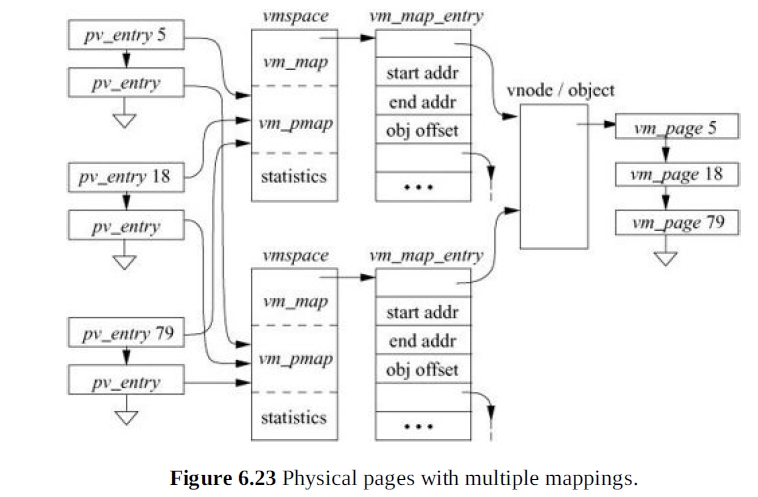 vmspace
vm_map_entry
pv_entry 5
pv_entry
vm_map
vm_pmap
statistics
start addr
end addr
obj offset
•••
vnode / object
vm_page 5
vm_page 18
vm_page 79
pv_entry 18
pv_entry
vmspace
vm_map_entry
pv_entry 79
pv_entry
vm_map
vm_pmap
statistics
start addr
end addr
obj offset
•••
Figure 6.23 Physical pages with multiple mappings.